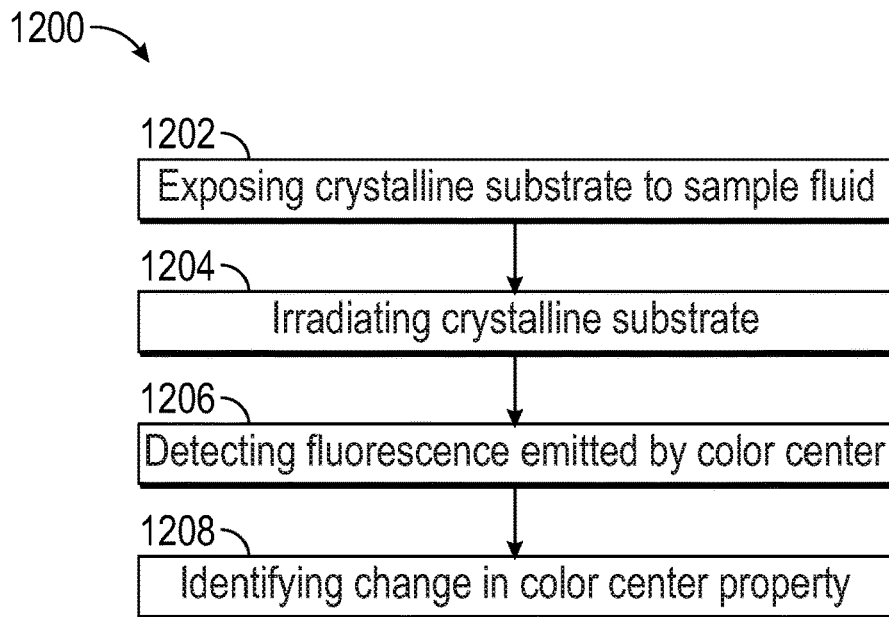 1200
1202
Exposing crystalline substrate to sample fluid
1204
Irradiating crystalline substrate
1206
Detecting fluorescence emitted by color center
1208
Identifying change in color center property